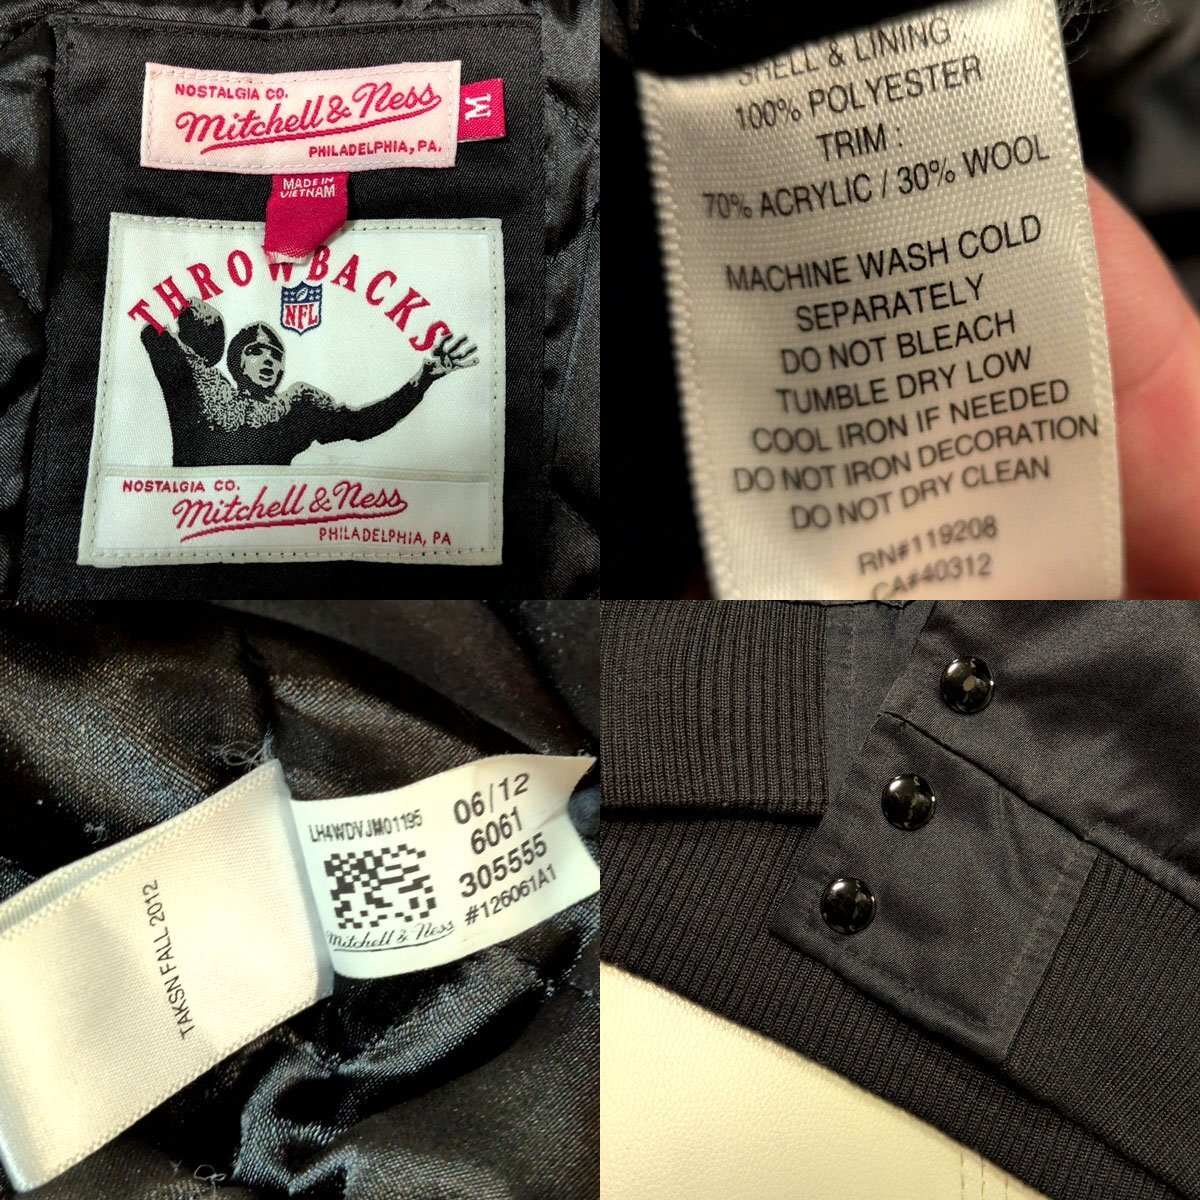 NOSTALGIA CO.
Mitchell & Ness
PHILADELPHIA, PA.
M
MADE IN
VIETNAM
THROWBACKS
NFL
NOSTALGIA CO.
Mitchell & Ness
PHILADELPHIA, PA
SHELL & LINING
100% POLYESTER
TRIM :
70% ACRYLIC / 30% WOOL
MACHINE WASH COLD
SEPARATELY
DO NOT BLEACH
TUMBLE DRY LOW
COOL IRON IF NEEDED
DO NOT IRON DECORATION
DO NOT DRY CLEAN
RN#119208
CA#40312
TAKSN FALL 2012
LH4WDVJM01195
Mitchell & Ness
06/12
6061
305555
#126061A1